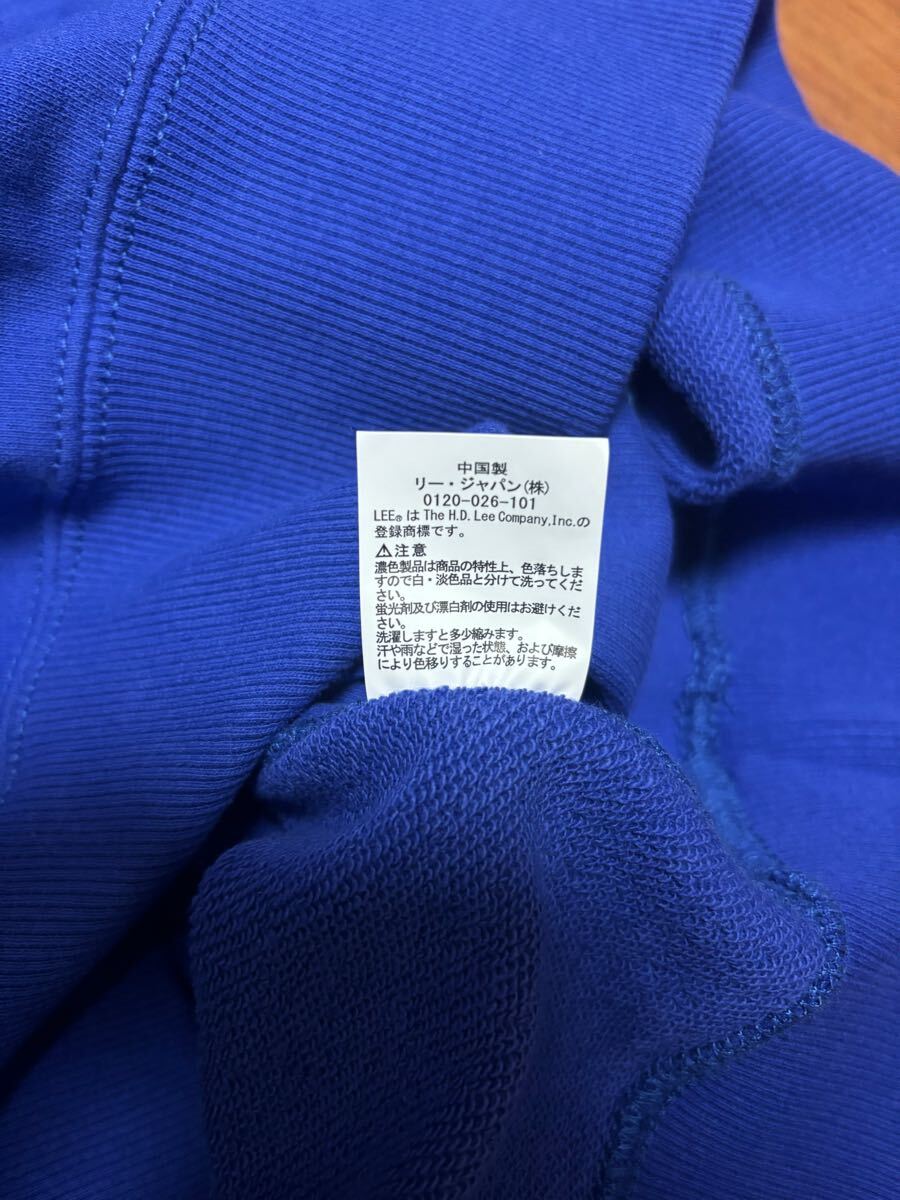 中国製
リー・ジャパン(株)
0120-026-101
LEE® は The H.D. Lee Company, Inc.の
登録商標です。
⚠注意
濃色製品は商品の特性上、色落ちしま
すので白・淡色品と分けて洗ってくだ
さい。
蛍光剤及び漂白剤の使用はお避けくだ
さい。
洗濯しますと多少縮みます。
汗や雨などで湿った状態、および摩擦
により色移りすることがあります。